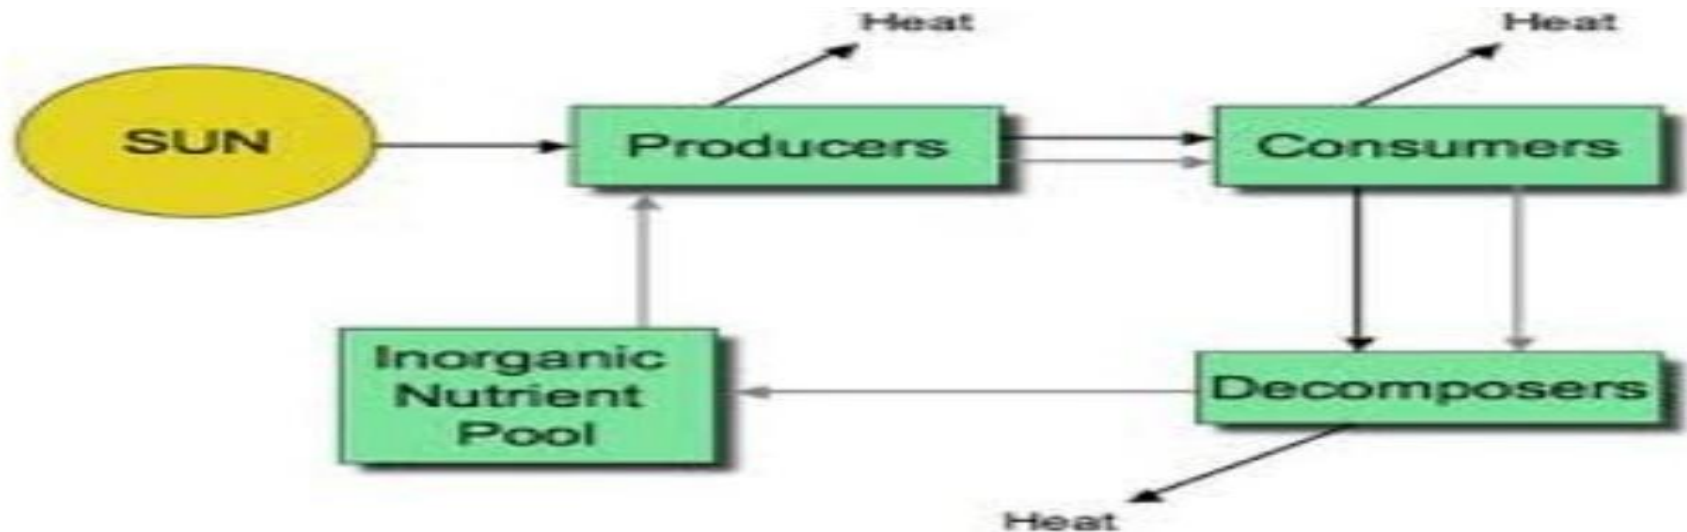 Heat
Heat
SUN
Producers
Consumers
Inorganic
Nutrient
Pool
Decomposers
Heat